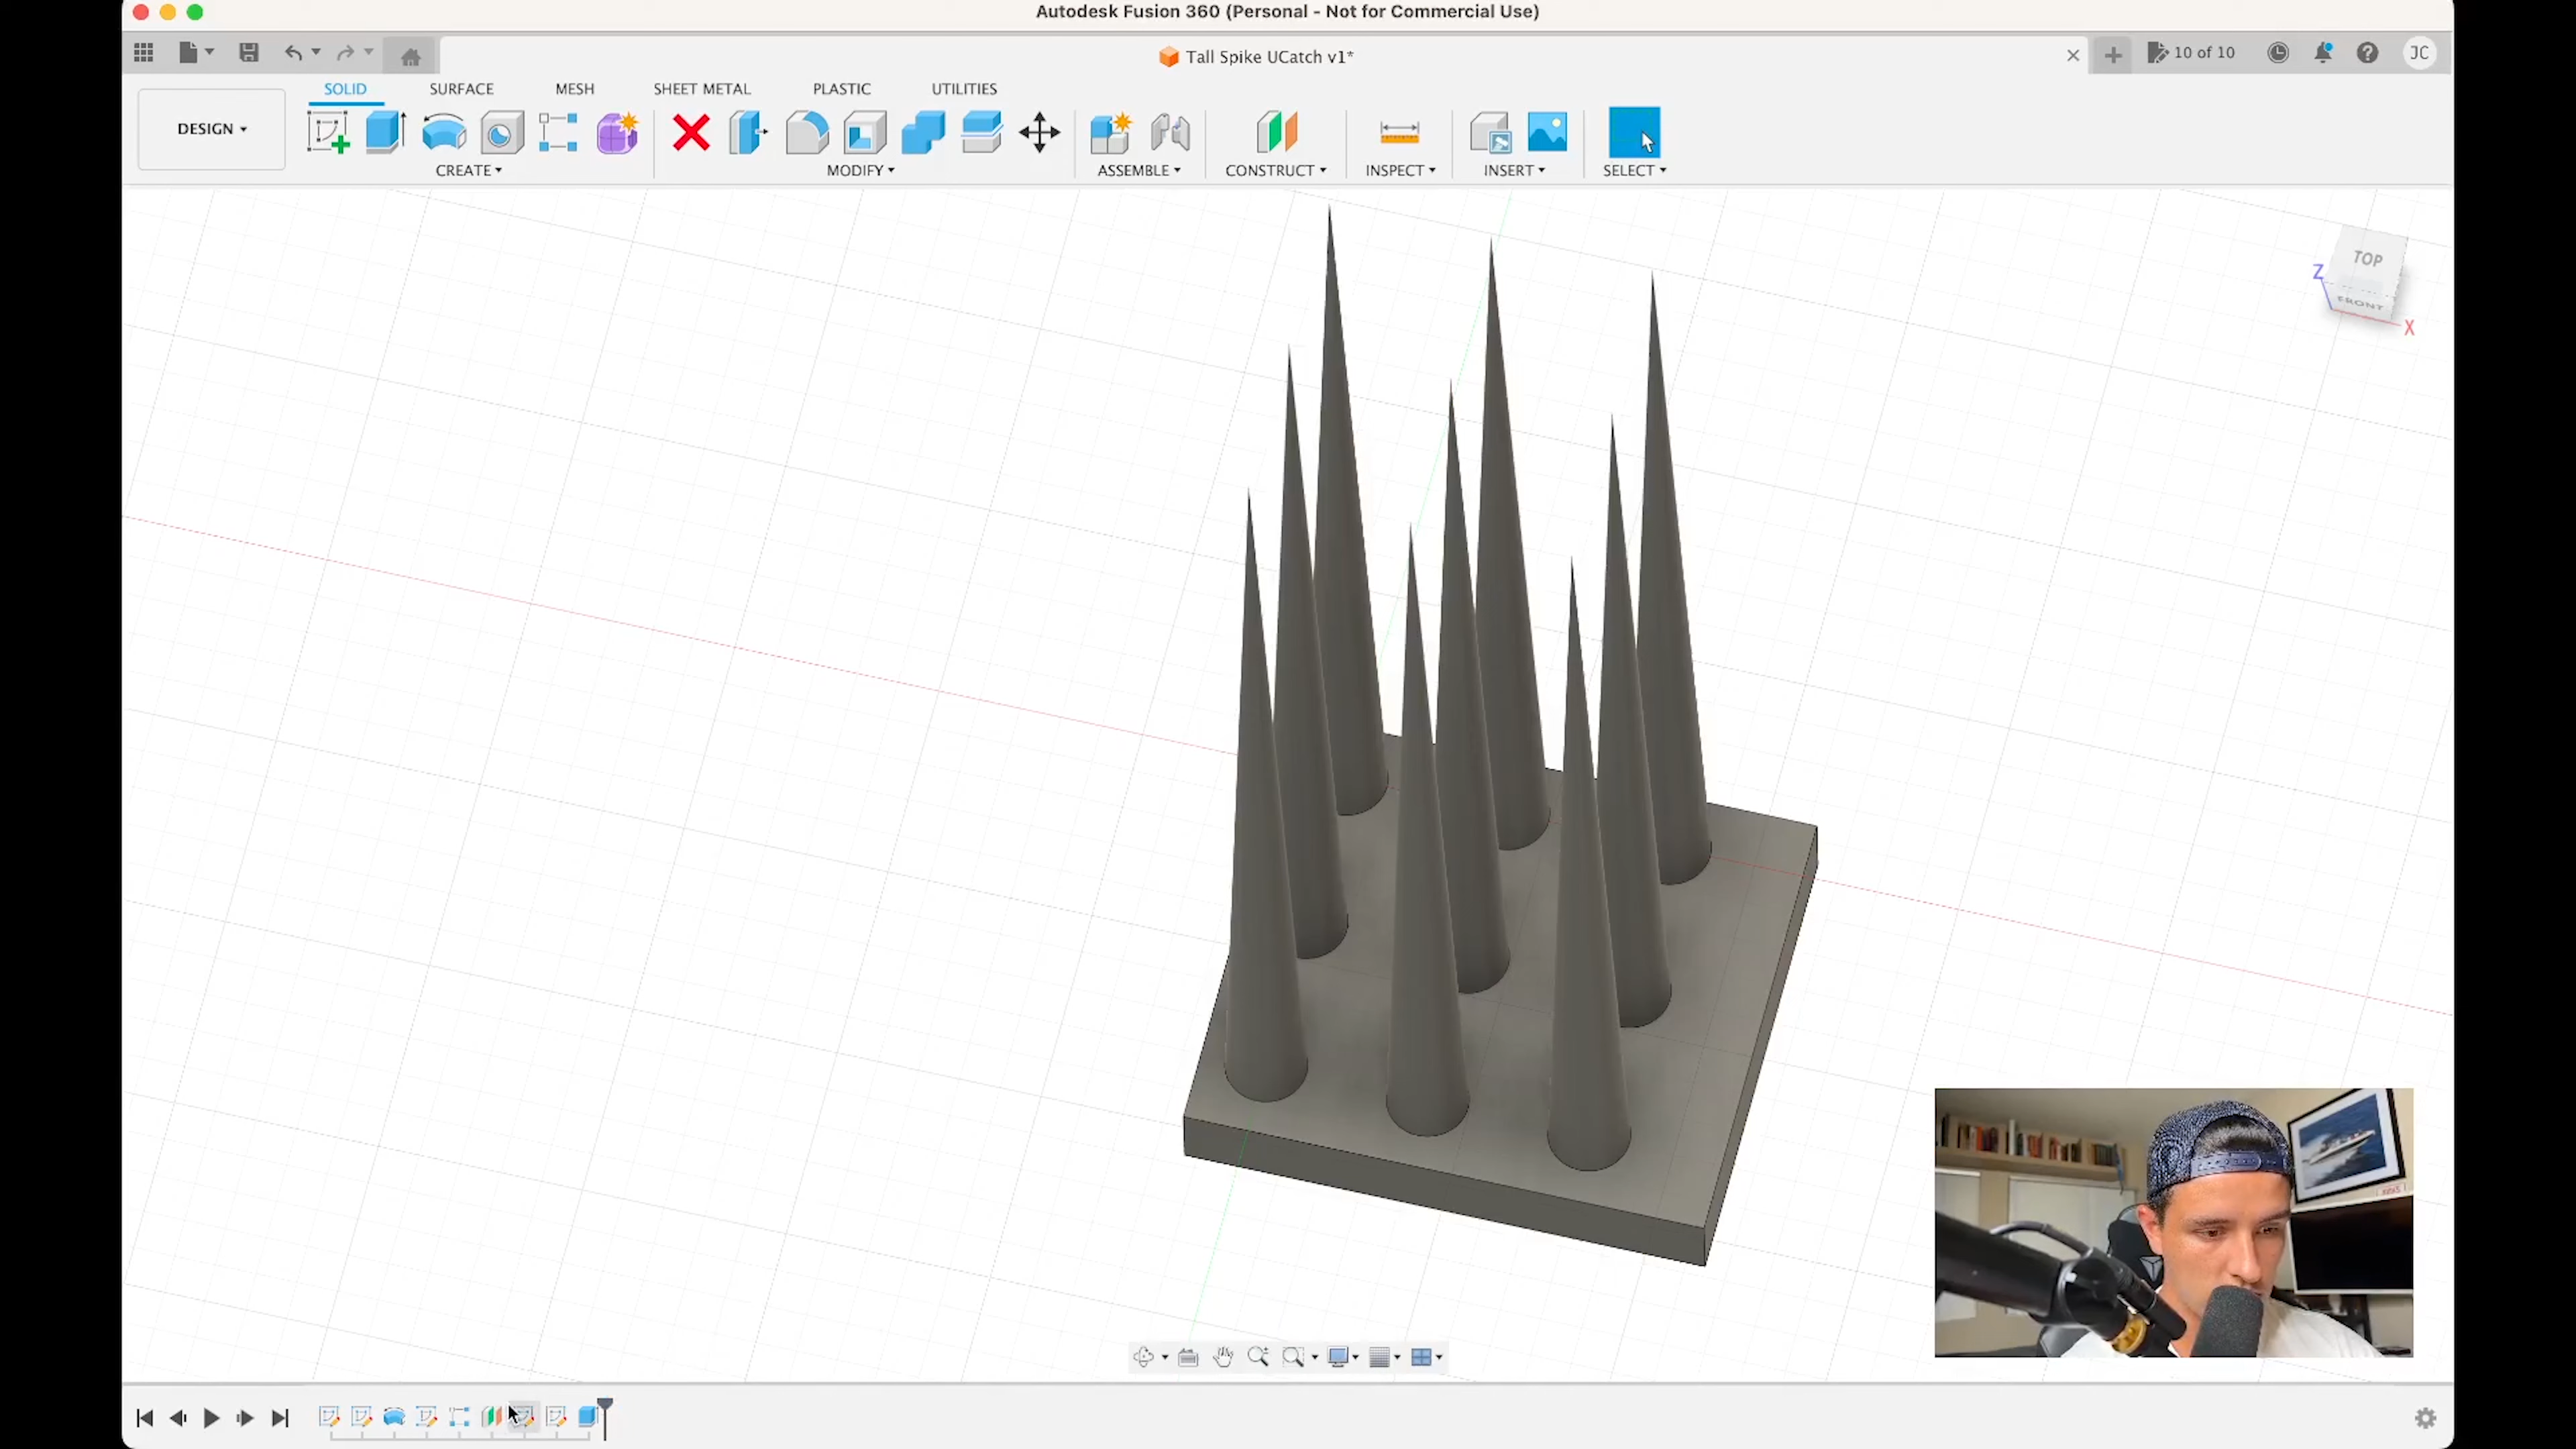 Autodesk Fusion 360 (Personal - Not for Commercial Use)
Tall Spike UCatch v1*
10 of 10
JC
DESIGN
SOLID
SURFACE
MESH
SHEET METAL
PLASTIC
UTILITIES
CREATE
MODIFY
ASSEMBLE
CONSTRUCT
INSPECT
INSERT
SELECT
TOP
Z
FRONT
X